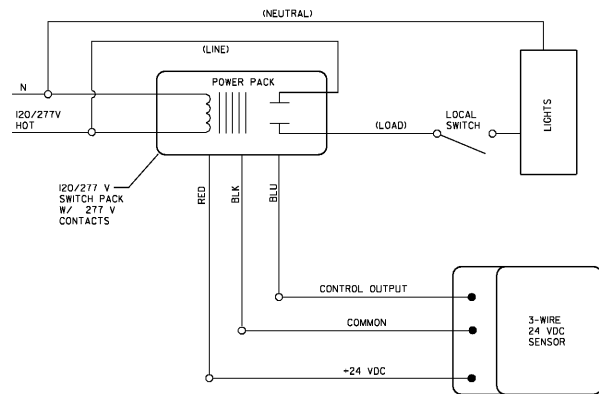 (NEUTRAL)
(LINE)
POWER PACK
N
120/277V
HOT
LOCAL
SWITCH
(LOAD)
LIGHTS
120/277 V
SWITCH PACK
W/ 277 V
CONTACTS
RED
BLK
BLU
CONTROL OUTPUT
COMMON
+24 VDC
3-WIRE
24 VDC
SENSOR